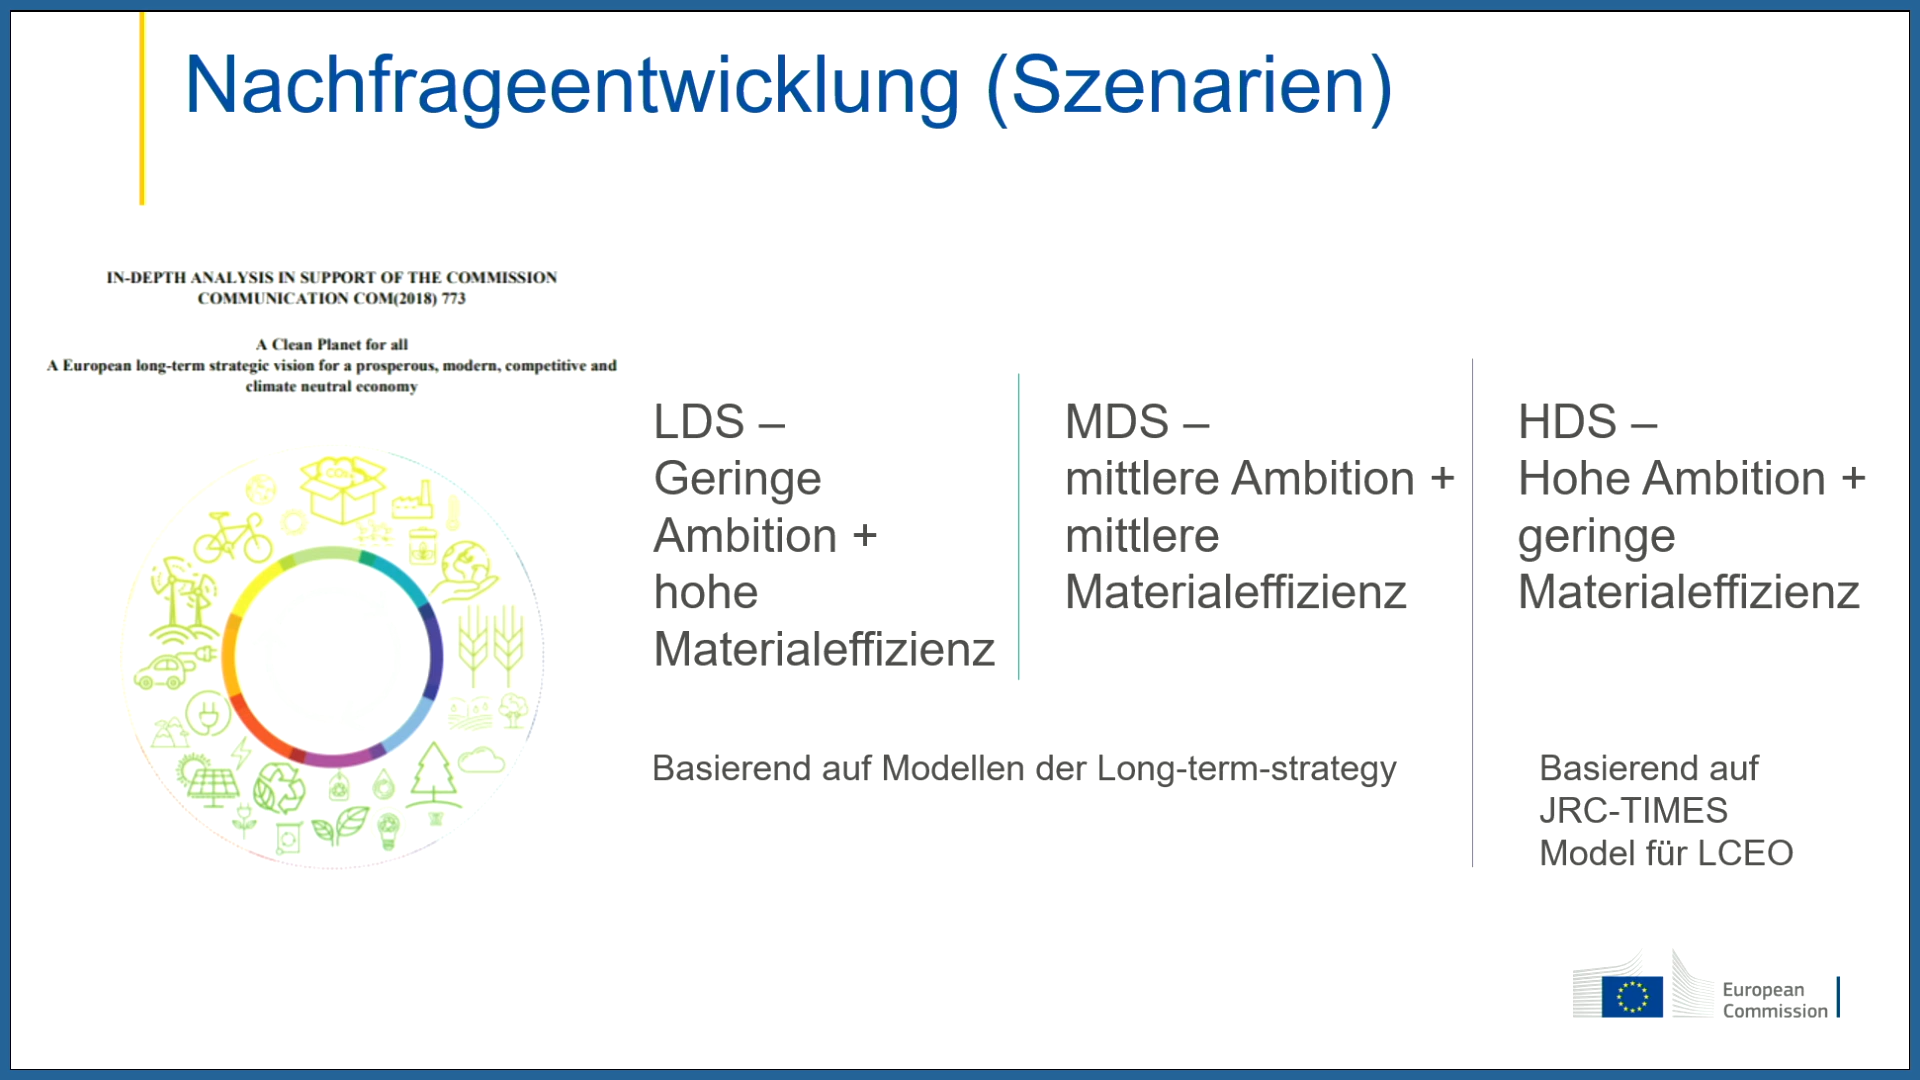 Nachfrageentwicklung (Szenarien)
IN-DEPTH ANALYSIS IN SUPPORT OF THE COMMISSION
COMMUNICATION COM(2018) 773
A Clean Planet for all
A European long-term strategic vision for a prosperous, modern, competitive and
climate neutral economy
LDS –
Geringe
Ambition +
hohe
Materialeffizienz
MDS –
mittlere Ambition +
mittlere
Materialeffizienz
HDS –
Hohe Ambition +
geringe
Materialeffizienz
Basierend auf Modellen der Long-term-strategy
Basierend auf
JRC-TIMES
Model für LCEO
European
Commission